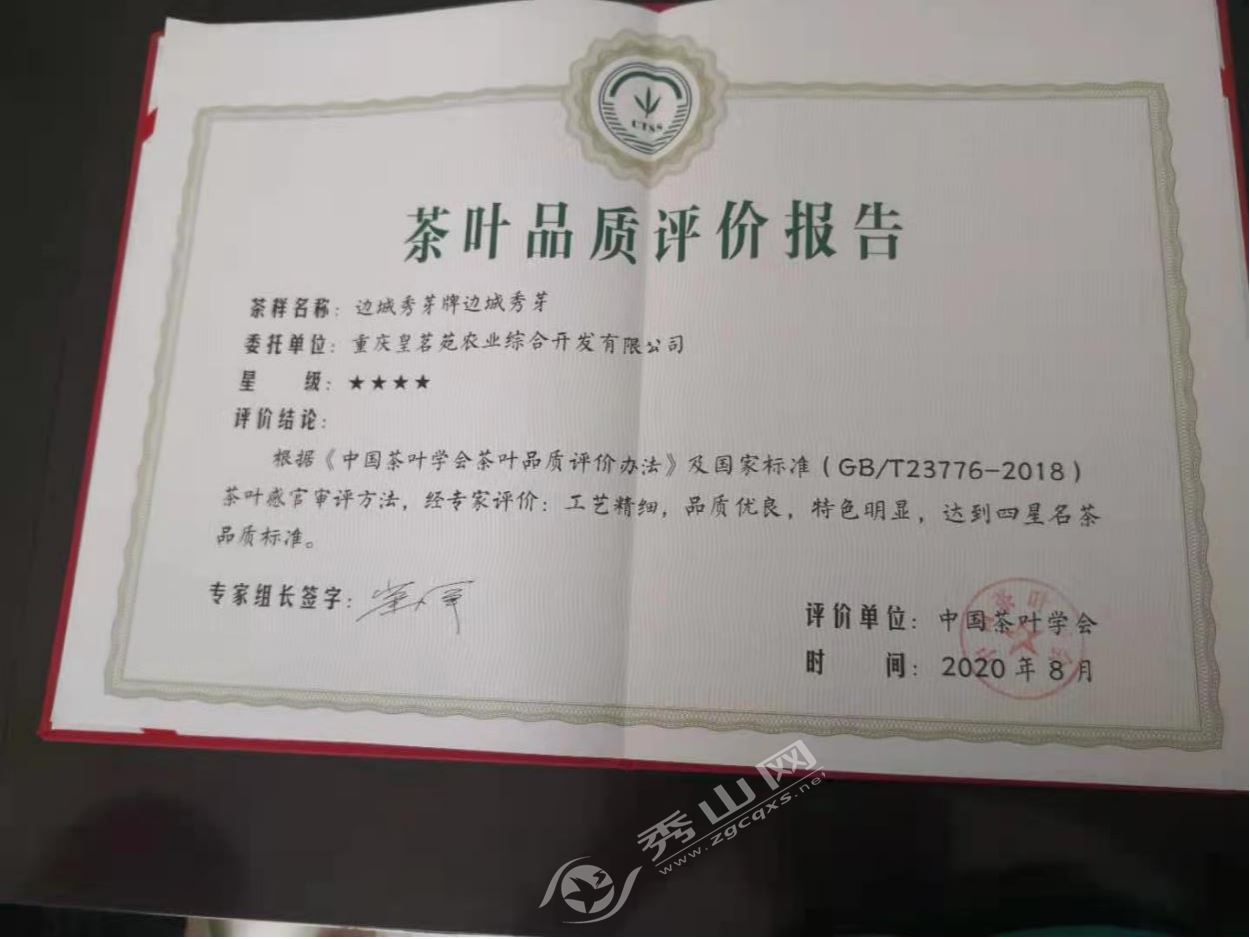 CTSS
茶叶品质评价报告
茶样名称：边城秀芽牌边城秀芽
委托单位：重庆皇茗苑农业综合开发有限公司
星 级：★★★★
评价结论：
根据《中国茶叶学会茶叶品质评价办法》及国家标准（GB/T23776-2018）
茶叶感官审评方法，经专家评价：工艺精细，品质优良，特色明显，达到四星名茶
品质标准。
专家组长签字：
评价单位：中国茶叶学会
时 间：2020年8月
秀山网
www.zgcqxs.net